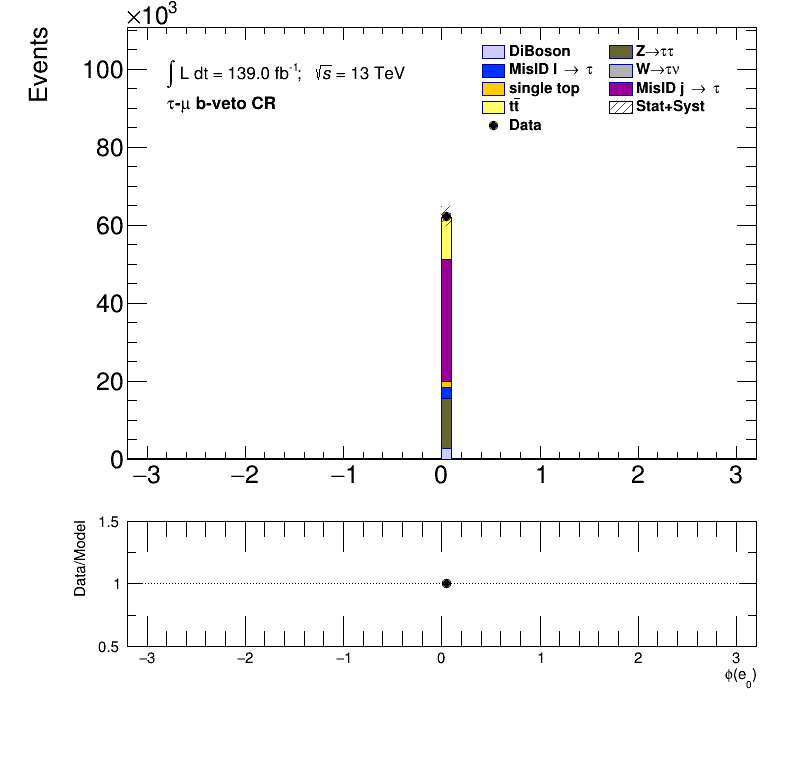 ×10³
Events
100
80
60
40
20
0
∫ L dt = 139.0 fb⁻¹; √s = 13 TeV
τ-μ b-veto CR
DiBoson
MisID l → τ
single top
tt̄
Data
Z→ττ
W→τν
MisID j → τ
Stat+Syst
−3 −2 −1 0 1 2 3
Data/Model
1.5
1
0.5
−3 −2 −1 0 1 2 3
ϕ(e₀)